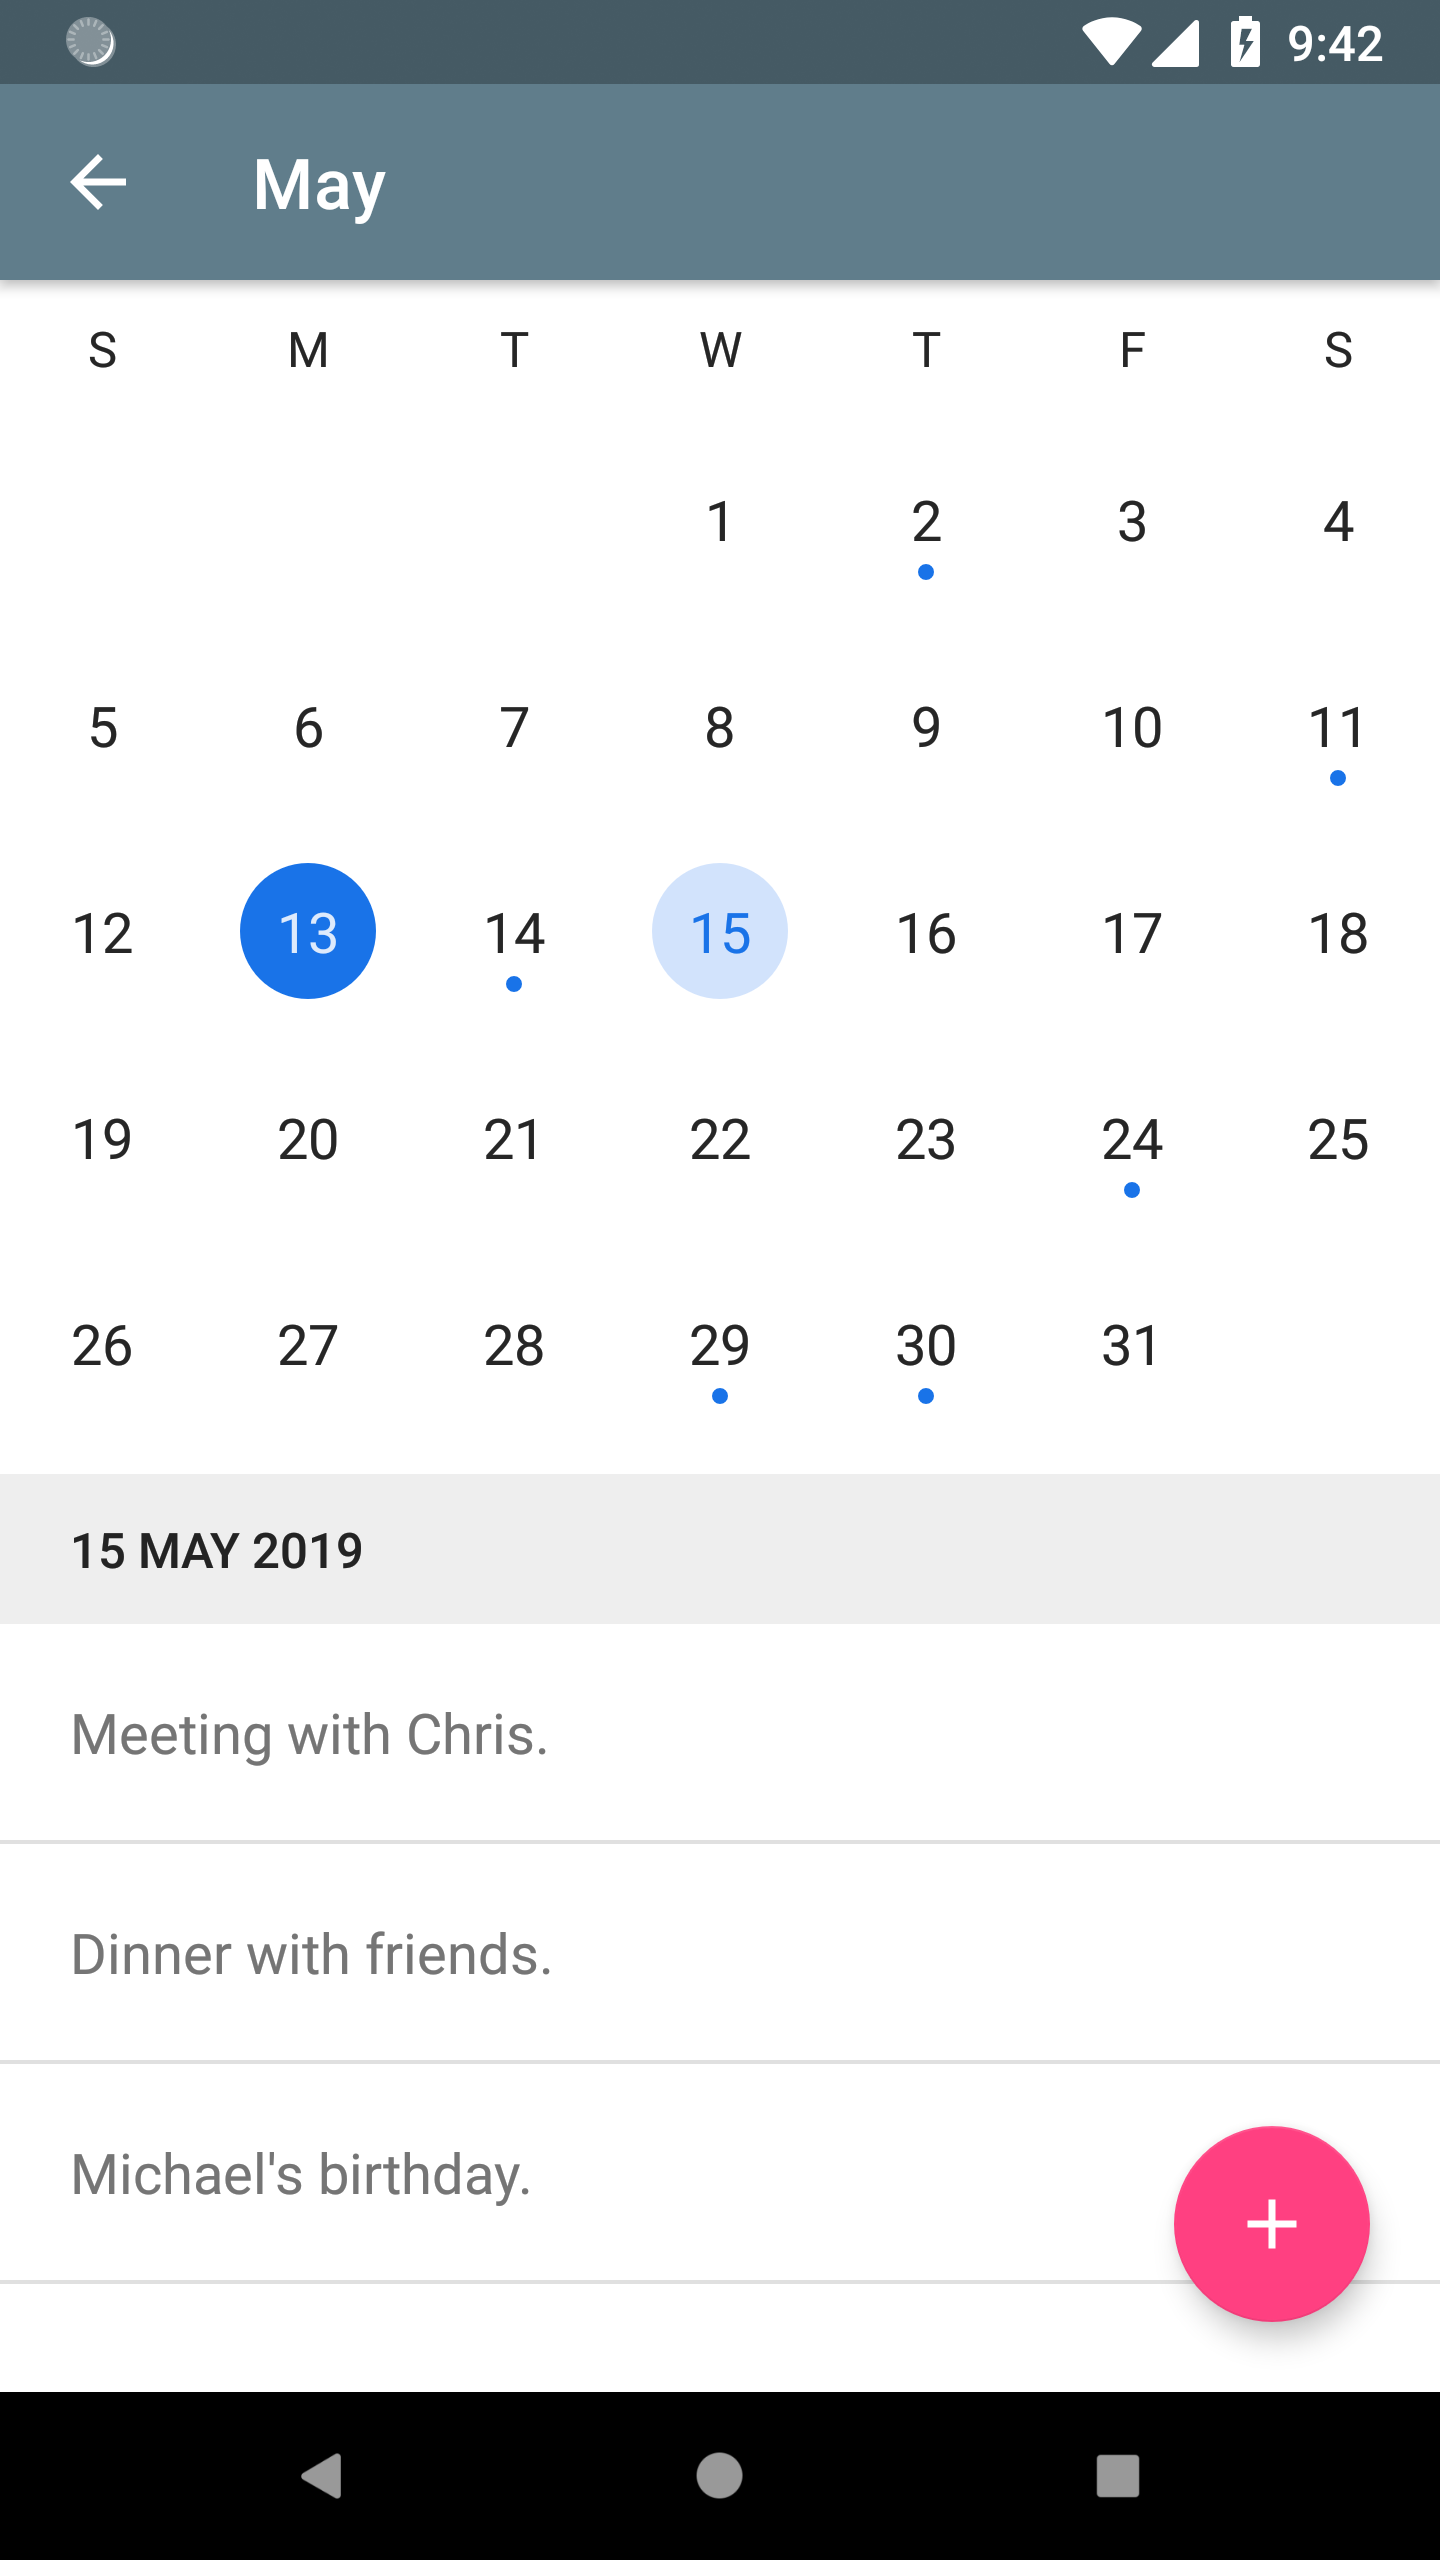 9:42
May
S M T W T F S
1 2 3 4
5 6 7 8 9 10 11
12 13 14 15 16 17 18
19 20 21 22 23 24 25
26 27 28 29 30 31
15 MAY 2019
Meeting with Chris.
Dinner with friends.
Michael's birthday.